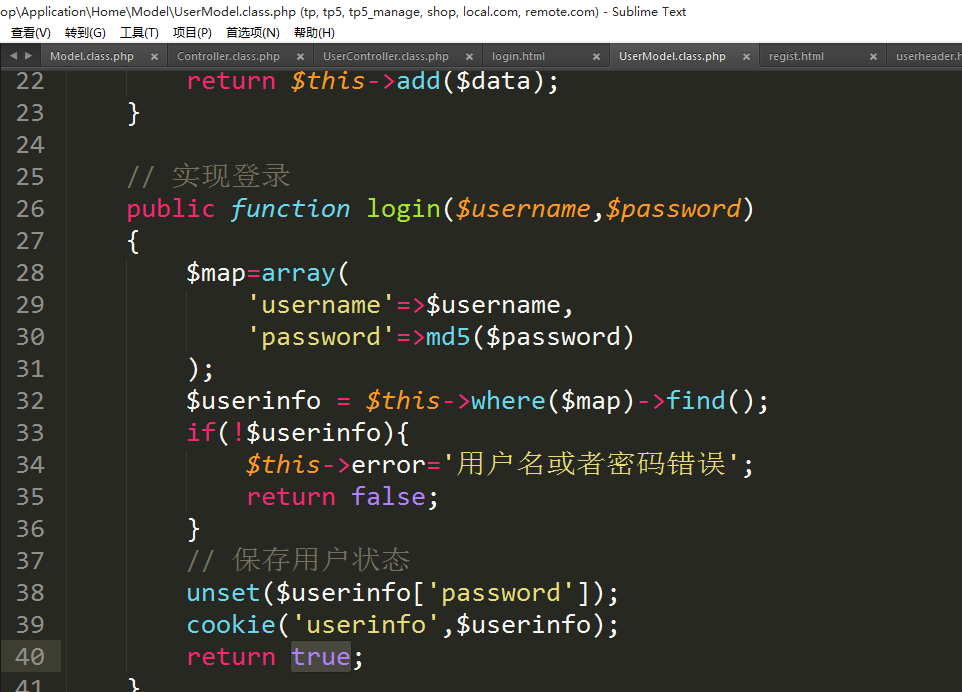 op\Application\Home\Model\UserModel.class.php (tp, tp5, tp5_manage, shop, local.com, remote.com) - Sublime Text
查看(V) 转到(G) 工具(T) 项目(P) 首选项(N) 帮助(H)
Model.class.php × Controller.class.php × UserController.class.php × login.html × UserModel.class.php × regist.html × userheader.h
22 return $this->add($data);
23 }
24
25 // 实现登录
26 public function login($username,$password)
27 {
28 $map=array(
29 'username'=>$username,
30 'password'=>md5($password)
31 );
32 $userinfo = $this->where($map)->find();
33 if(!$userinfo){
34 $this->error='用户名或者密码错误';
35 return false;
36 }
37 // 保存用户状态
38 unset($userinfo['password']);
39 cookie('userinfo',$userinfo);
40 return true;
41 }